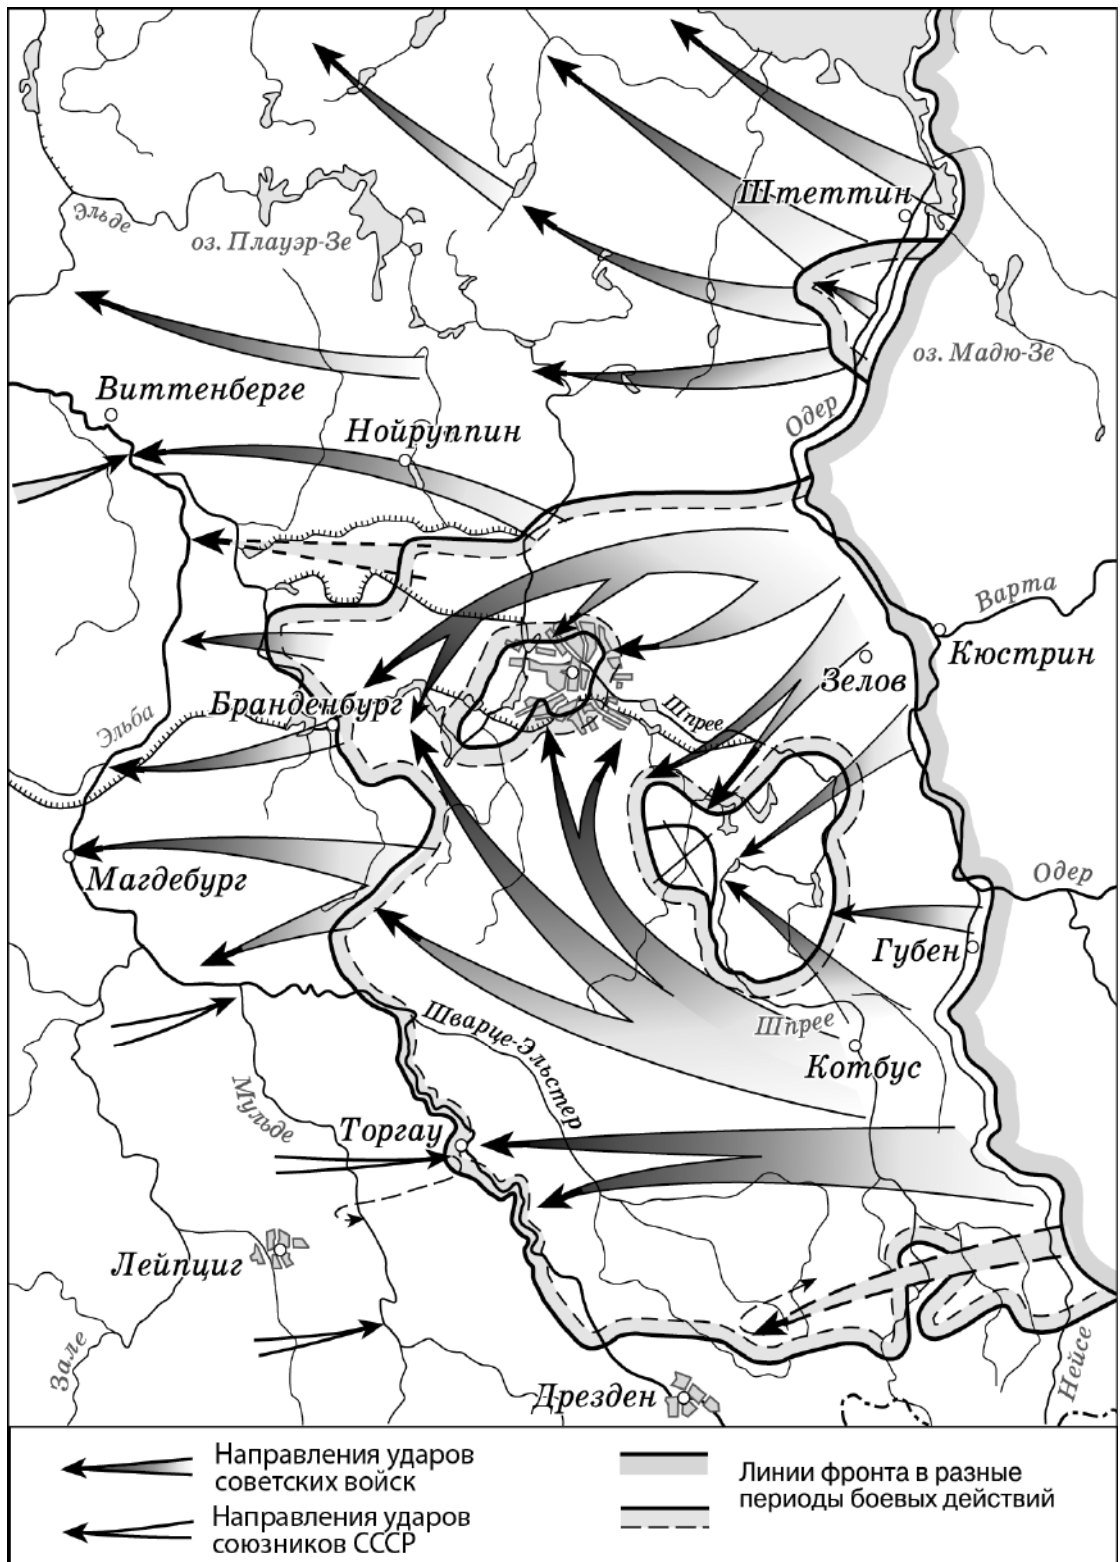 Штеттин
Эльде
оз. Плауэр-Зе
оз. Мадю-Зе
Виттенберге
Одер
Нойруппин
Варта
Кюстрин
Зелов
Шпрее
Бранденбург
Эльба
Магдебург
Одер
Губен
Шпрее
Шварце-Эльстер
Котбус
Мульде
Торгау
Лейпциг
Зале
Нейсе
Дрезден
Направления ударов
советских войск
Направления ударов
союзников СССР
Линии фронта в разные
периоды боевых действий